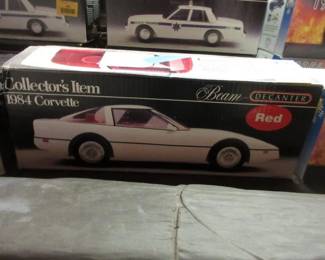 Collector's Item
1984 Corvette
Beam DECANTER
Red